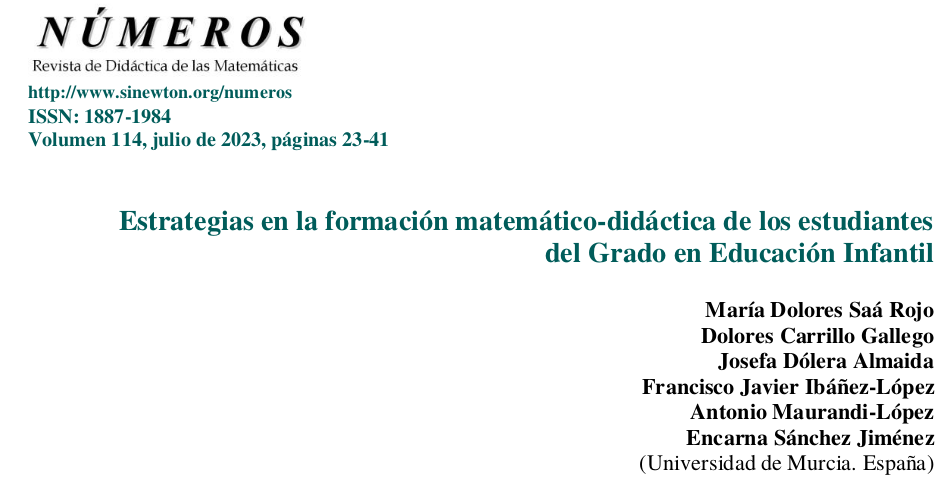 NÚMEROS
Revista de Didáctica de las Matemáticas
http://www.sinewton.org/numeros
ISSN: 1887-1984
Volumen 114, julio de 2023, páginas 23-41
Estrategias en la formación matemático-didáctica de los estudiantes
del Grado en Educación Infantil
María Dolores Saá Rojo
Dolores Carrillo Gallego
Josefa Dólera Almaida
Francisco Javier Ibáñez-López
Antonio Maurandi-López
Encarna Sánchez Jiménez
(Universidad de Murcia. España)